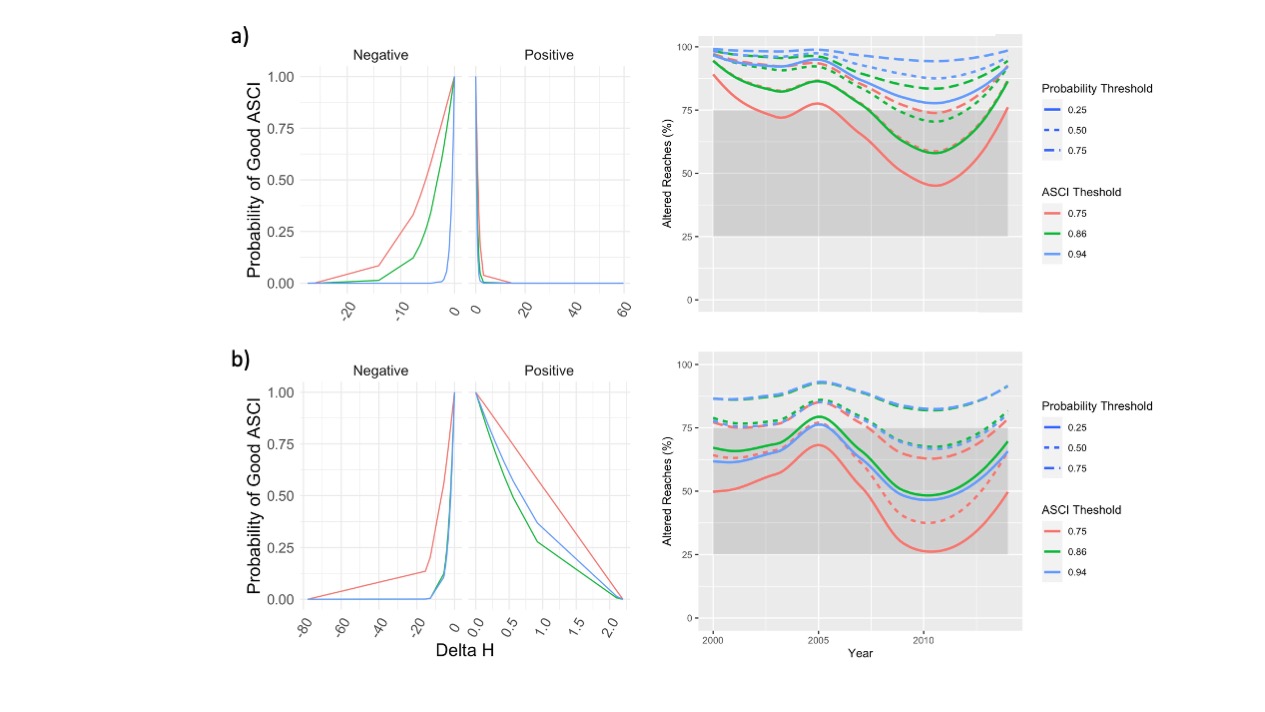 a)
Negative Positive
Probability of Good ASCI
1.00
0.75
0.50
0.25
0.00
-20 -10 0 0 20 40 60
Altered Reaches (%)
100
75
50
25
0
Probability Threshold
0.25
0.50
0.75
ASCI Theshold
0.75
0.86
0.94
b)
Negative Positive
Probability of Good ASCI
1.00
0.75
0.50
0.25
0.00
-80 -60 -40 -20 0 0.0 0.5 1.0 1.5 2.0
Delta H
Altered Reaches (%)
100
75
50
25
0
2000 2005 2010
Year
Probability Threshold
0.25
0.50
0.75
ASCI Theshold
0.75
0.86
0.94